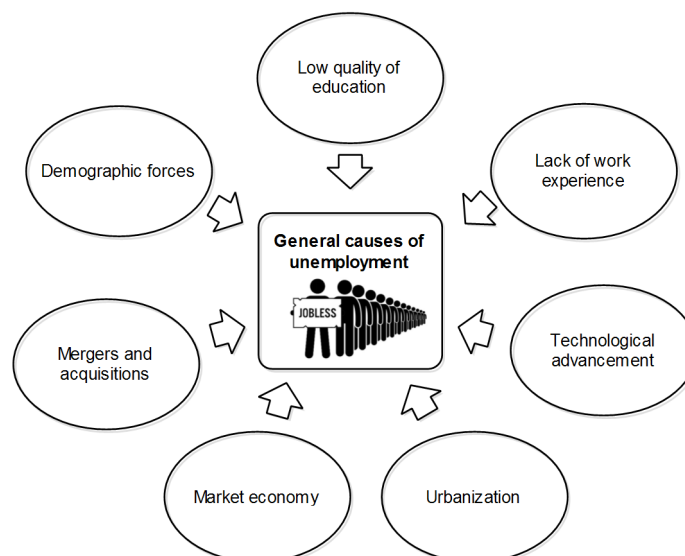 Low quality of
education
Demographic forces
Lack of work
experience
General causes of
unemployment
JOBLESS
Mergers and
acquisitions
Technological
advancement
Market economy
Urbanization